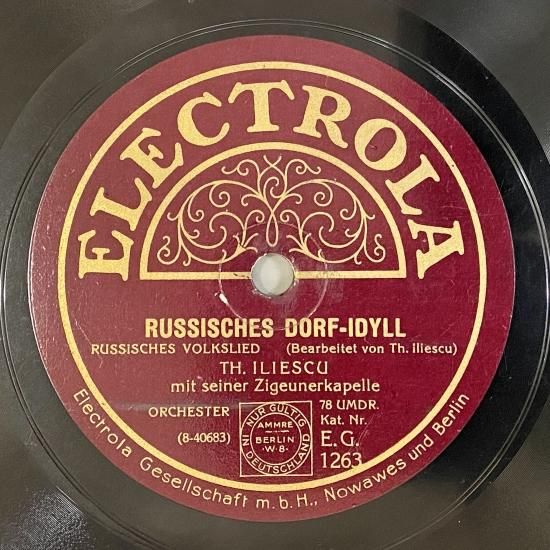 ELECTROLA
RUSSISCHES DORF-IDYLL
RUSSISCHES VOLKSLIED (Bearbeitet von Th. iliescu)
TH. ILIESCU
mit seiner Zigeunerkapelle
ORCHESTER
(8-40683)
NUR GÜLTIG
IN DEUTSCHLAND
AMMRE
BERLIN
·W·8·
78 UMDR.
Kat. Nr.
E.G.
1263
Electrola Gesellschaft m.b.H., Nowawes und Berlin